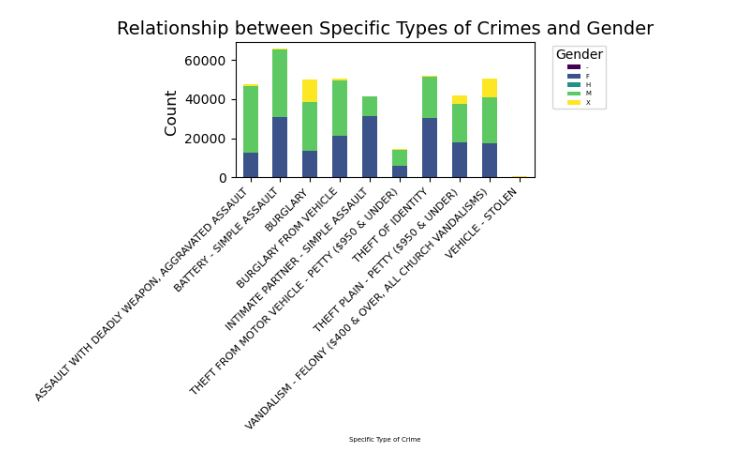 Relationship between Specific Types of Crimes and Gender
Gender
-
F
H
M
X
Count
60000
40000
20000
0
ASSAULT WITH DEADLY WEAPON, AGGRAVATED ASSAULT
BATTERY - SIMPLE ASSAULT
BURGLARY
BURGLARY FROM VEHICLE
INTIMATE PARTNER - SIMPLE ASSAULT
THEFT FROM MOTOR VEHICLE - PETTY ($950 & UNDER)
THEFT OF IDENTITY
THEFT PLAIN - PETTY ($950 & UNDER)
VANDALISM - FELONY ($400 & OVER, ALL CHURCH VANDALISMS)
VEHICLE - STOLEN
Specific Type of Crime